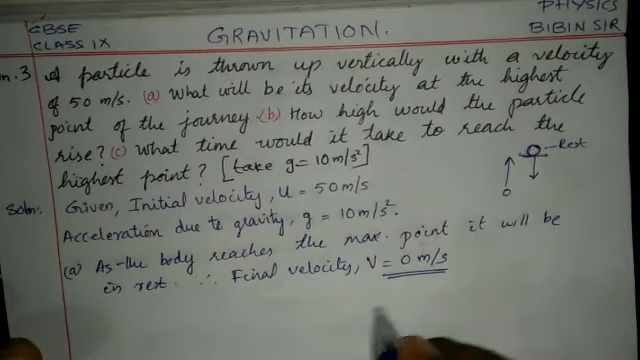 CBSE
CLASS IX
GRAVITATION.
PHYSICS
BIBIN SIR
n.3 A particle is thrown up vertically with a velocity
of 50 m/s. (a) What will be its velocity at the highest
point of the journey. (b) How high would the particle
rise? (c) What time would it take to reach the
highest point? [take g=10m/s²]
Rest
Soln:. Given, Initial velocity, u = 50m/s
Acceleration due to gravity, g = 10m/s².
(a) As the body reaches the max. point it will be
in rest. ∴ Final velocity, V = 0 m/s